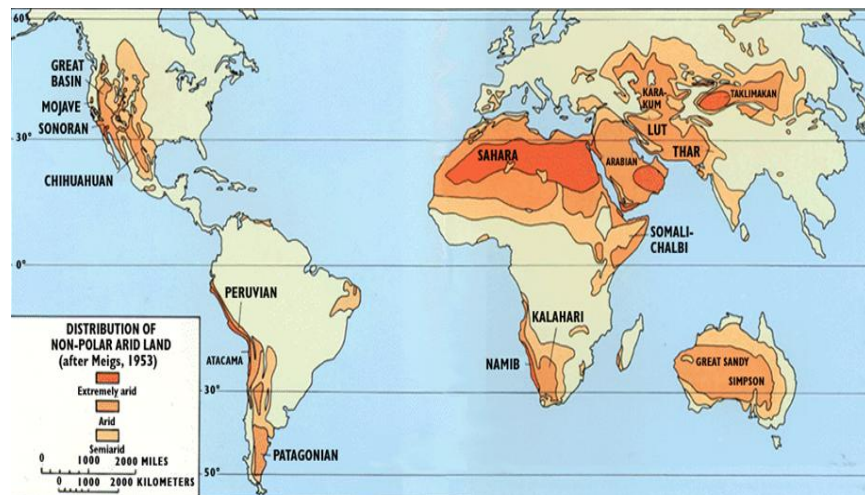 60°
GREAT
BASIN
MOJAVE
SONORAN
30°
CHIHUAHUAN
KARA-
KUM
TAKLIMAKAN
LUT
THAR
SAHARA
ARABIAN
SOMALI-
CHALBI
0°
PERUVIAN
KALAHARI
ATACAMA
NAMIB
GREAT SANDY
SIMPSON
30°
PATAGONIAN
50°
DISTRIBUTION OF
NON-POLAR ARID LAND
(after Meigs, 1953)
Extremely arid
Arid
Semiarid
0 1000 2000 MILES
0 1000 2000 KILOMETERS